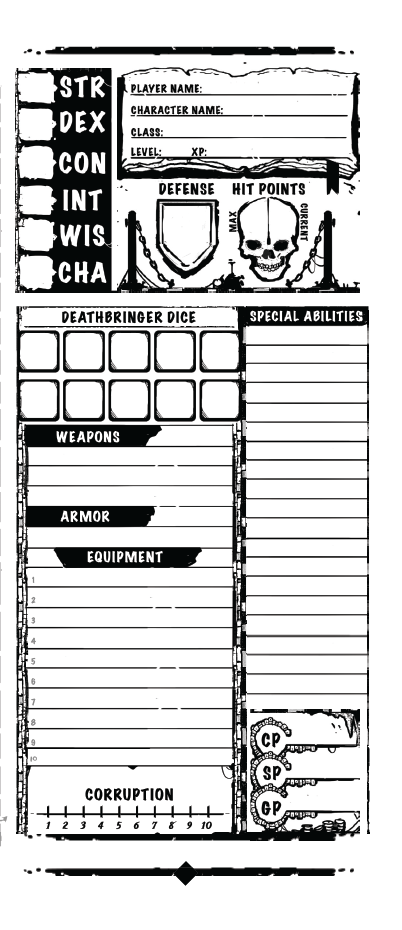 STR
DEX
CON
INT
WIS
CHA
PLAYER NAME:
CHARACTER NAME:
CLASS:
LEVEL: XP:
DEFENSE HIT POINTS
MAX
CURRENT
DEATHBRINGER DICE
WEAPONS
ARMOR
EQUIPMENT
1
2
3
4
5
6
7
8
9
10
CORRUPTION
1 2 3 4 5 6 7 8 9 10
SPECIAL ABILITIES
CP
SP
GP